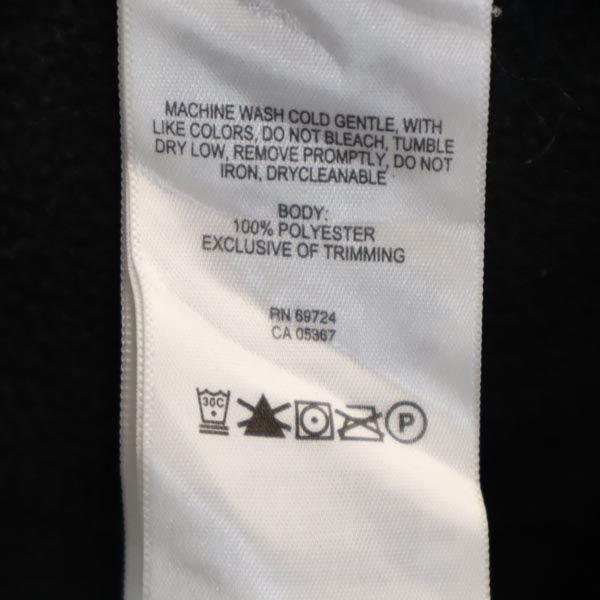 MACHINE WASH COLD GENTLE, WITH
LIKE COLORS, DO NOT BLEACH, TUMBLE
DRY LOW, REMOVE PROMPTLY, DO NOT
IRON, DRYCLEANABLE
BODY:
100% POLYESTER
EXCLUSIVE OF TRIMMING
RN 69724
CA 05367
30C P